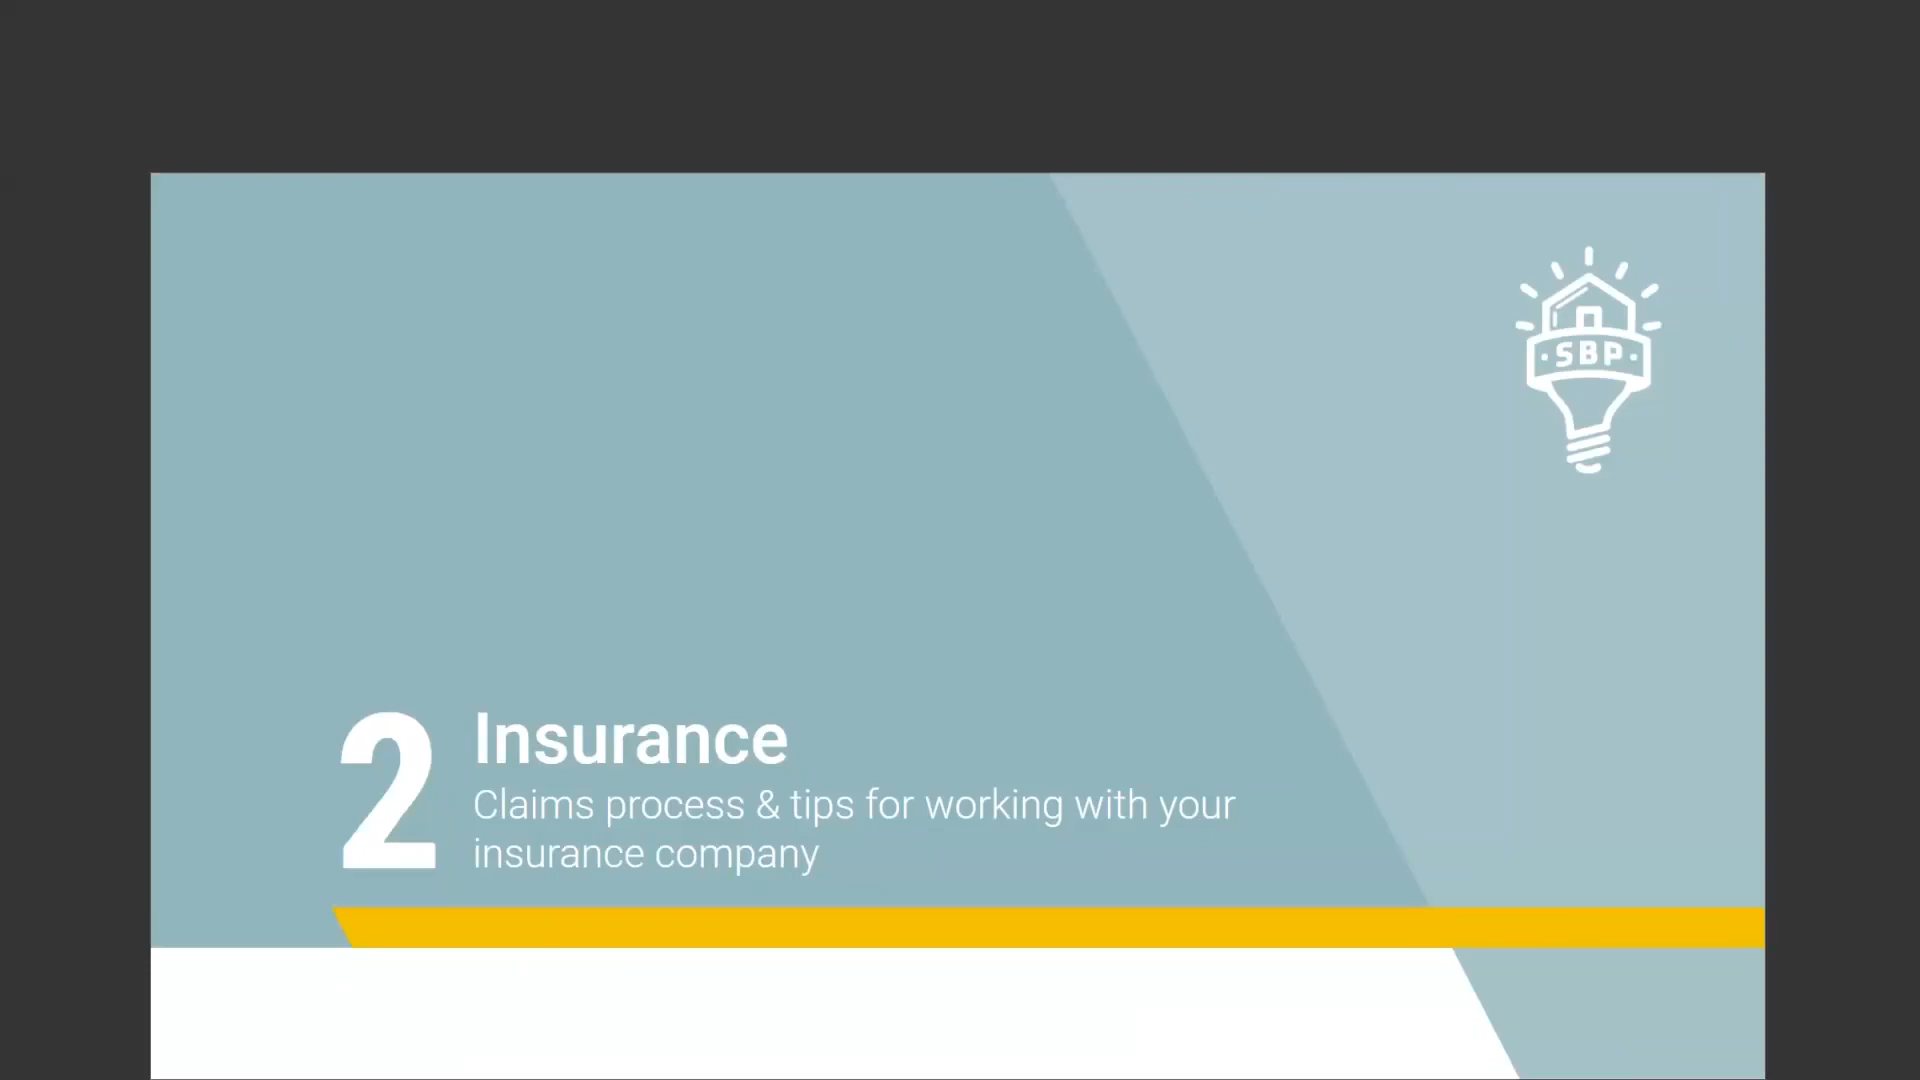 SBP
2
Insurance
Claims process & tips for working with your
insurance company